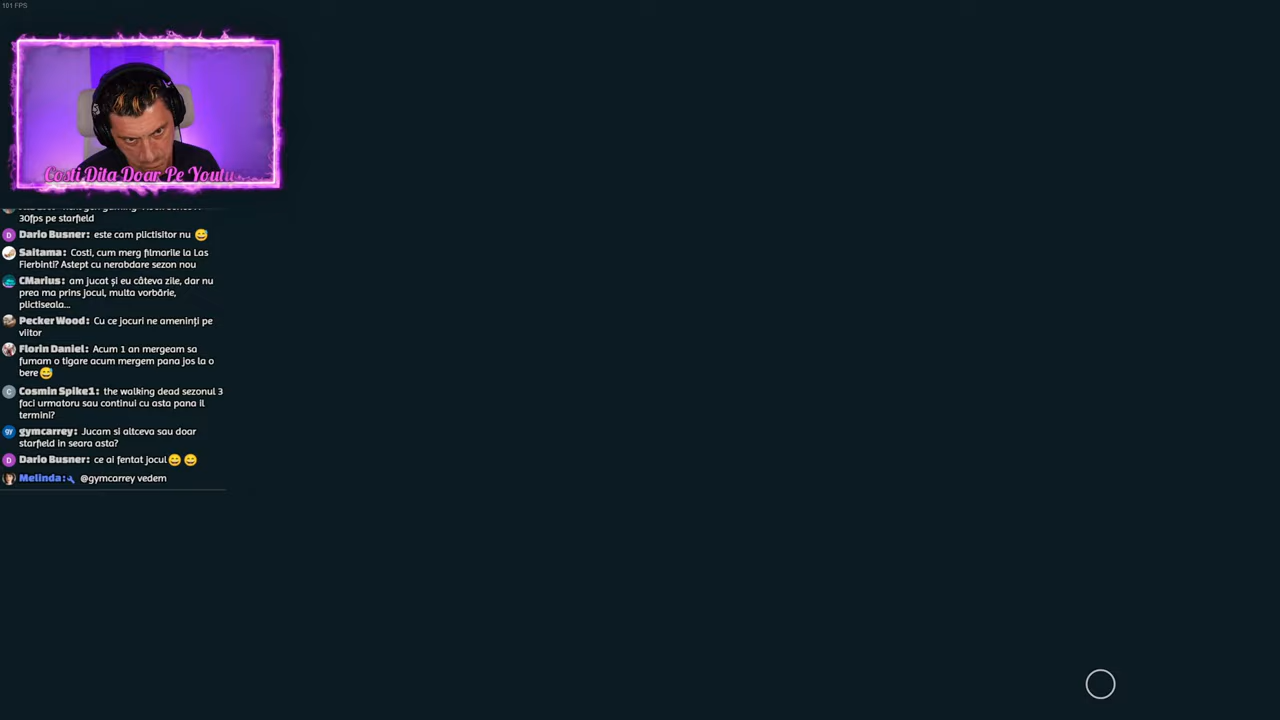 101 FPS
Costi Dita Doar Pe Youtu
30fps pe starfield
Dario Busner: este cam plictisitor nu 😅
Saitama: Costi, cum merg filmarile la Las
Fierbinti? Astept cu nerabdare sezon nou
CMarius: am jucat și eu câteva zile, dar nu
prea ma prins jocul, multa vorbărie,
plictiseala...
Pecker Wood: Cu ce jocuri ne amenință pe
viitor
Florin Daniel: Acum 1 an mergeam sa
fumam o tigare acum mergem pana jos la o
bere😅
Cosmin Spike1: the walking dead sezonul 3
faci urmatoru sau continui cu asta pana il
termini?
gymcarrey: Jucam si altceva sau doar
starfield in seara asta?
Dario Busner: ce ai fentat jocul😄 😄
Melinda: @gymcarrey vedem